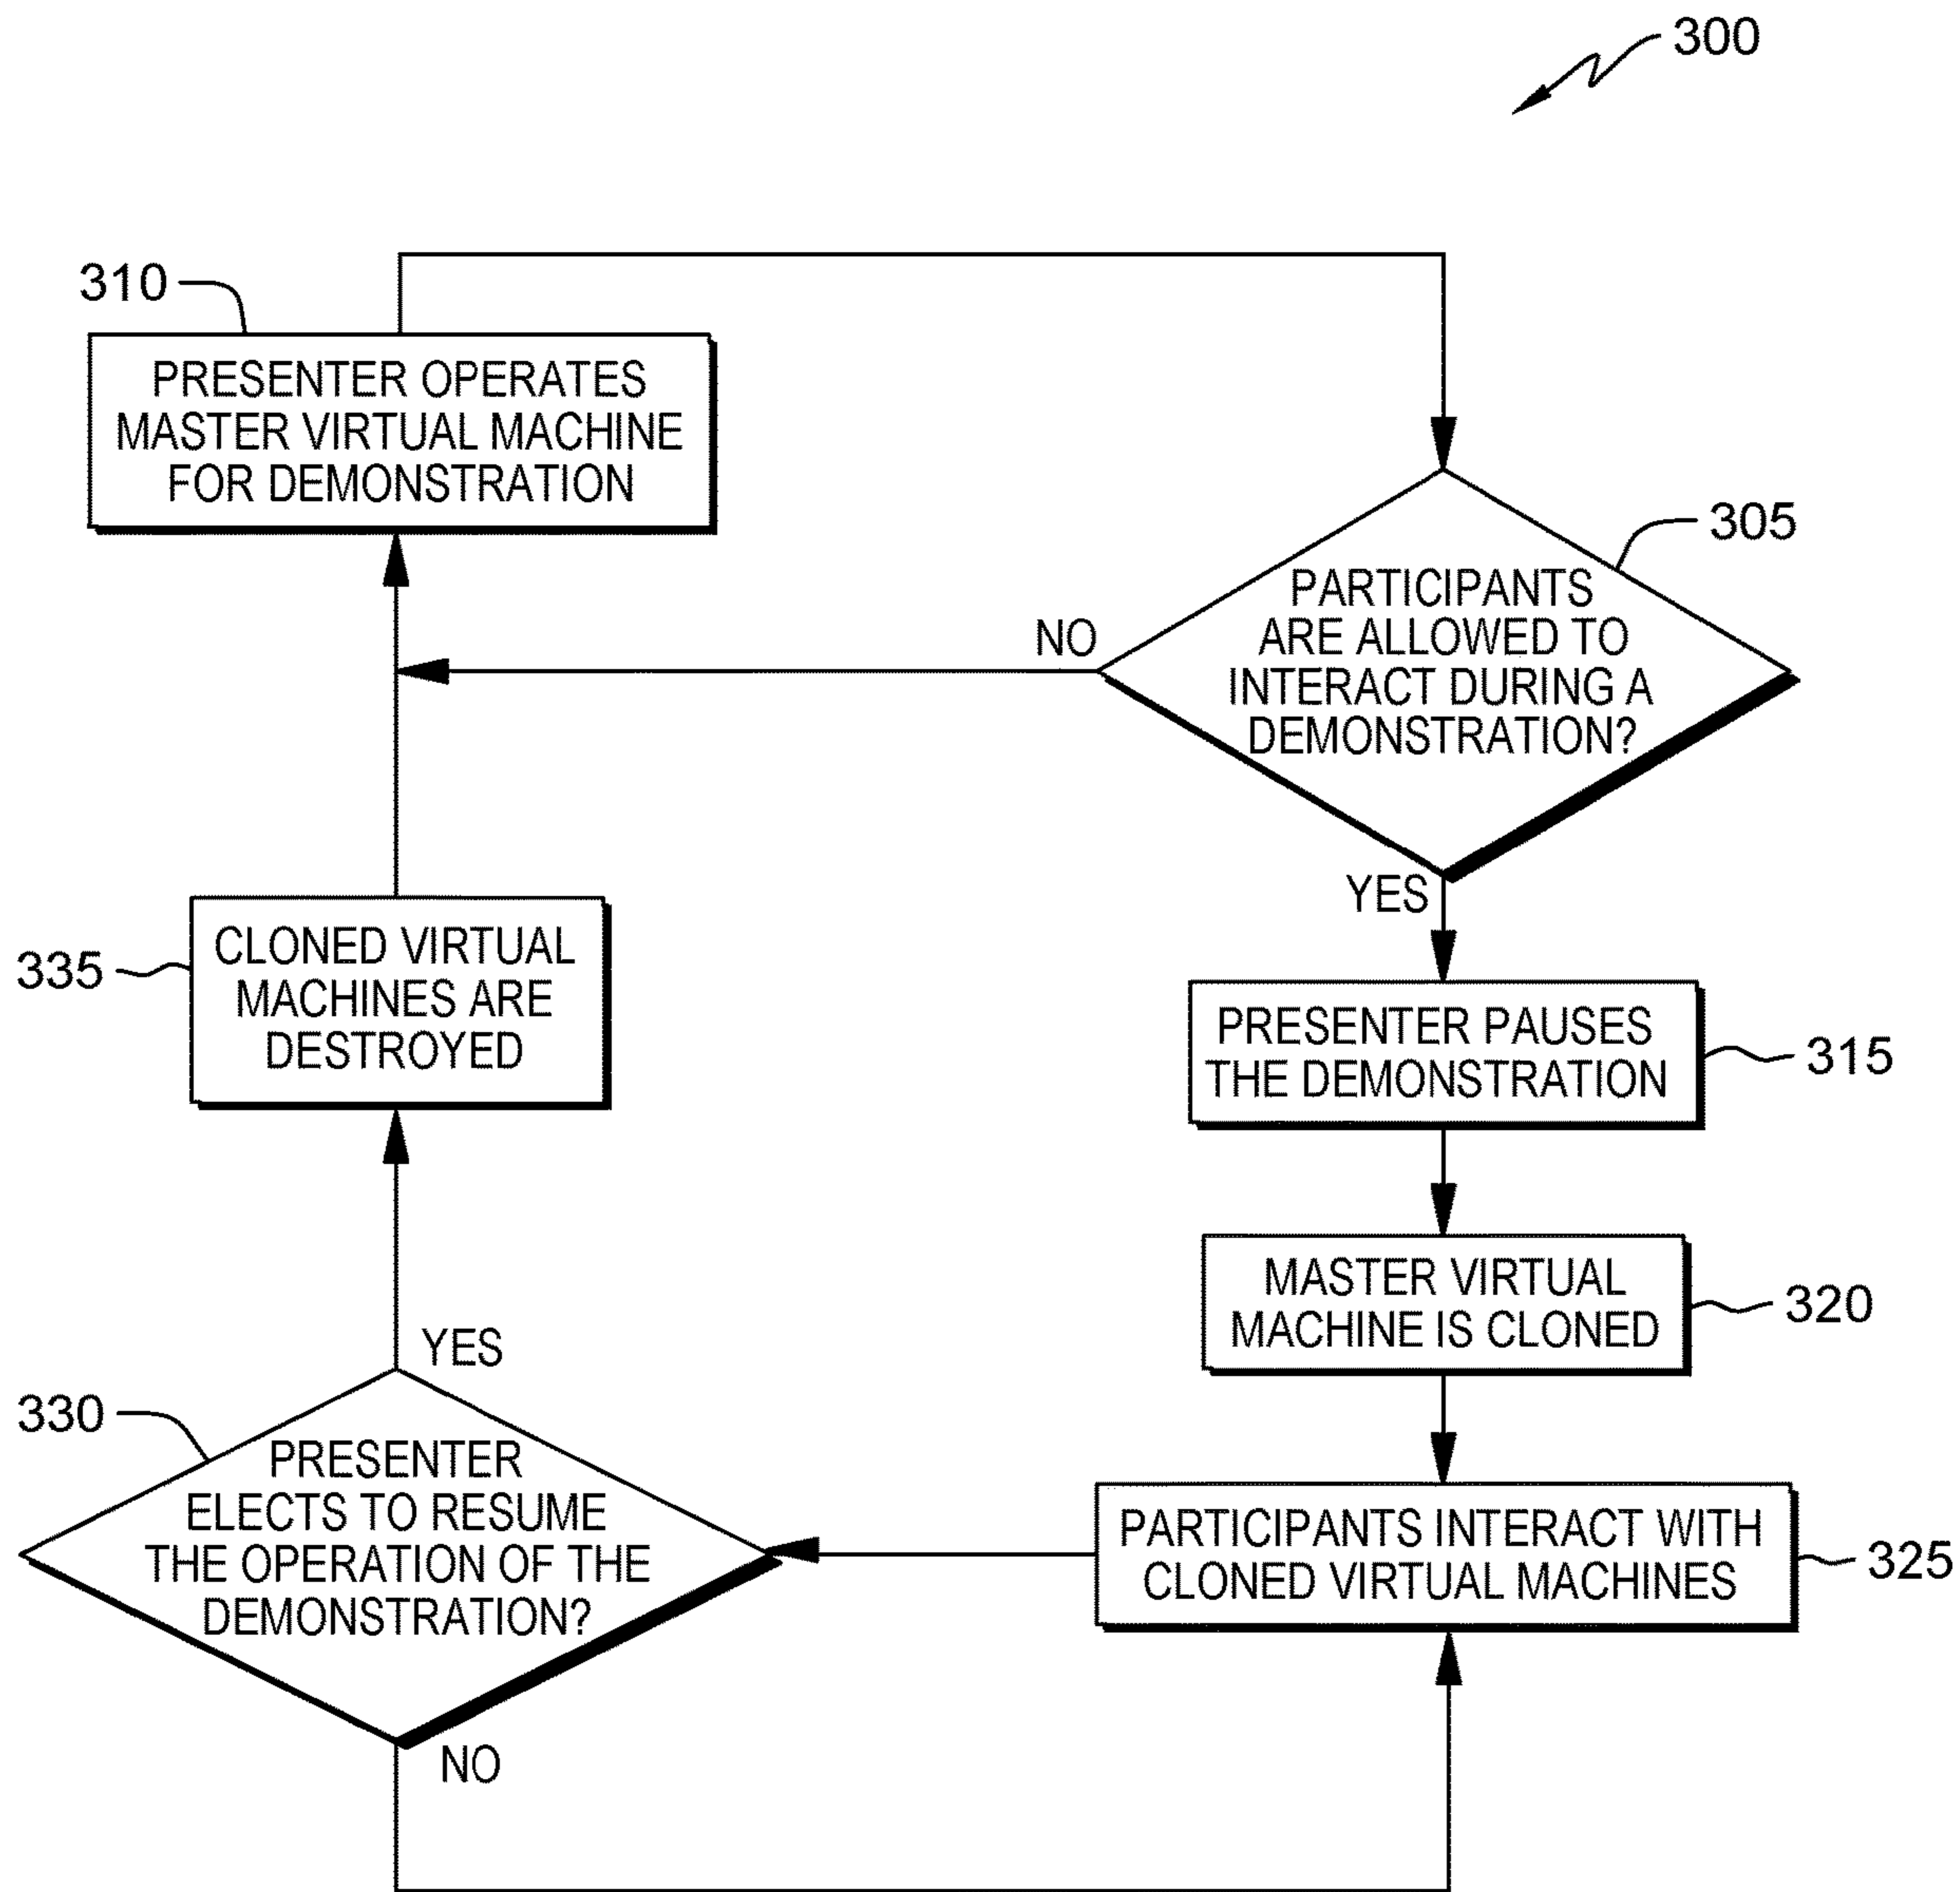 300
310
PRESENTER OPERATES
MASTER VIRTUAL MACHINE
FOR DEMONSTRATION
305
PARTICIPANTS
ARE ALLOWED TO
INTERACT DURING A
DEMONSTRATION?
NO
YES
335
CLONED VIRTUAL
MACHINES ARE
DESTROYED
PRESENTER PAUSES
THE DEMONSTRATION
315
MASTER VIRTUAL
MACHINE IS CLONED
320
YES
330
PRESENTER
ELECTS TO RESUME
THE OPERATION OF THE
DEMONSTRATION?
PARTICIPANTS INTERACT WITH
CLONED VIRTUAL MACHINES
325
NO